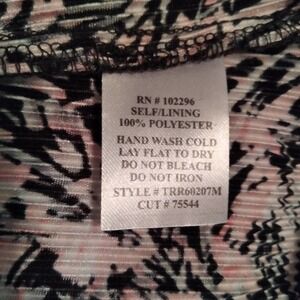 RN # 102296
SELF/LINING
100% POLYESTER
HAND WASH COLD
LAY FLAT TO DRY
DO NOT BLEACH
DO NOT IRON
STYLE # TRR60207M
CUT # 75544